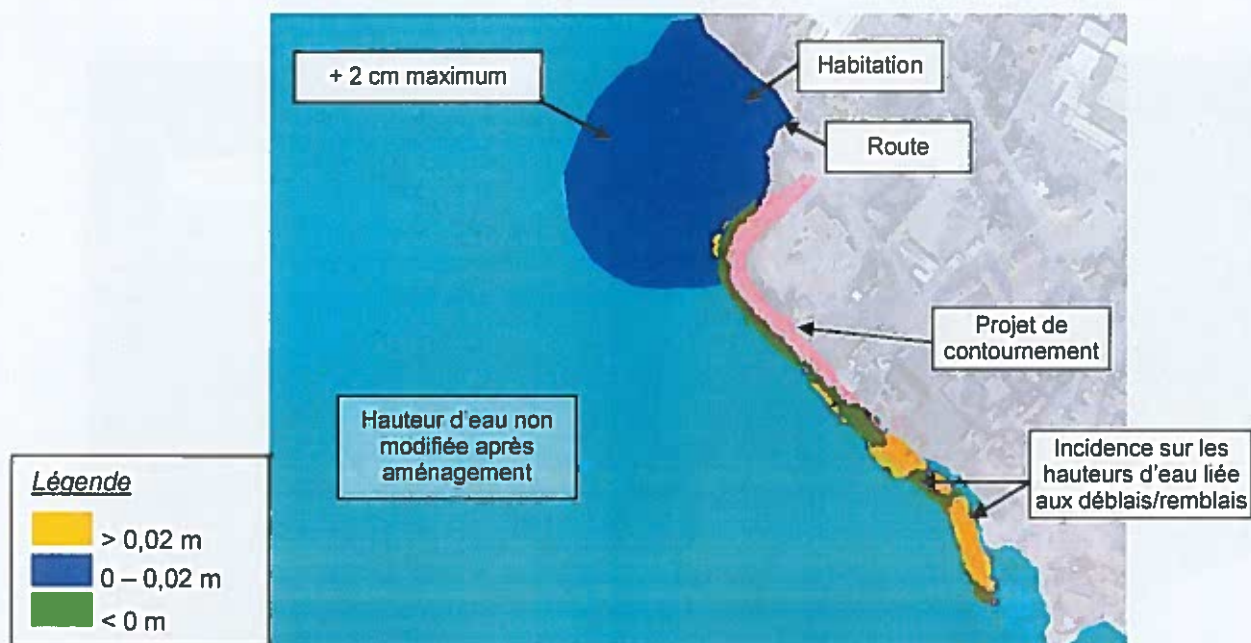 + 2 cm maximum
Habitation
Route
Projet de
contournement
Hauteur d'eau non
modifiée après
aménagement
Incidence sur les
hauteurs d'eau liée
aux déblais/remblais
Légende
> 0,02 m
0 – 0,02 m
< 0 m